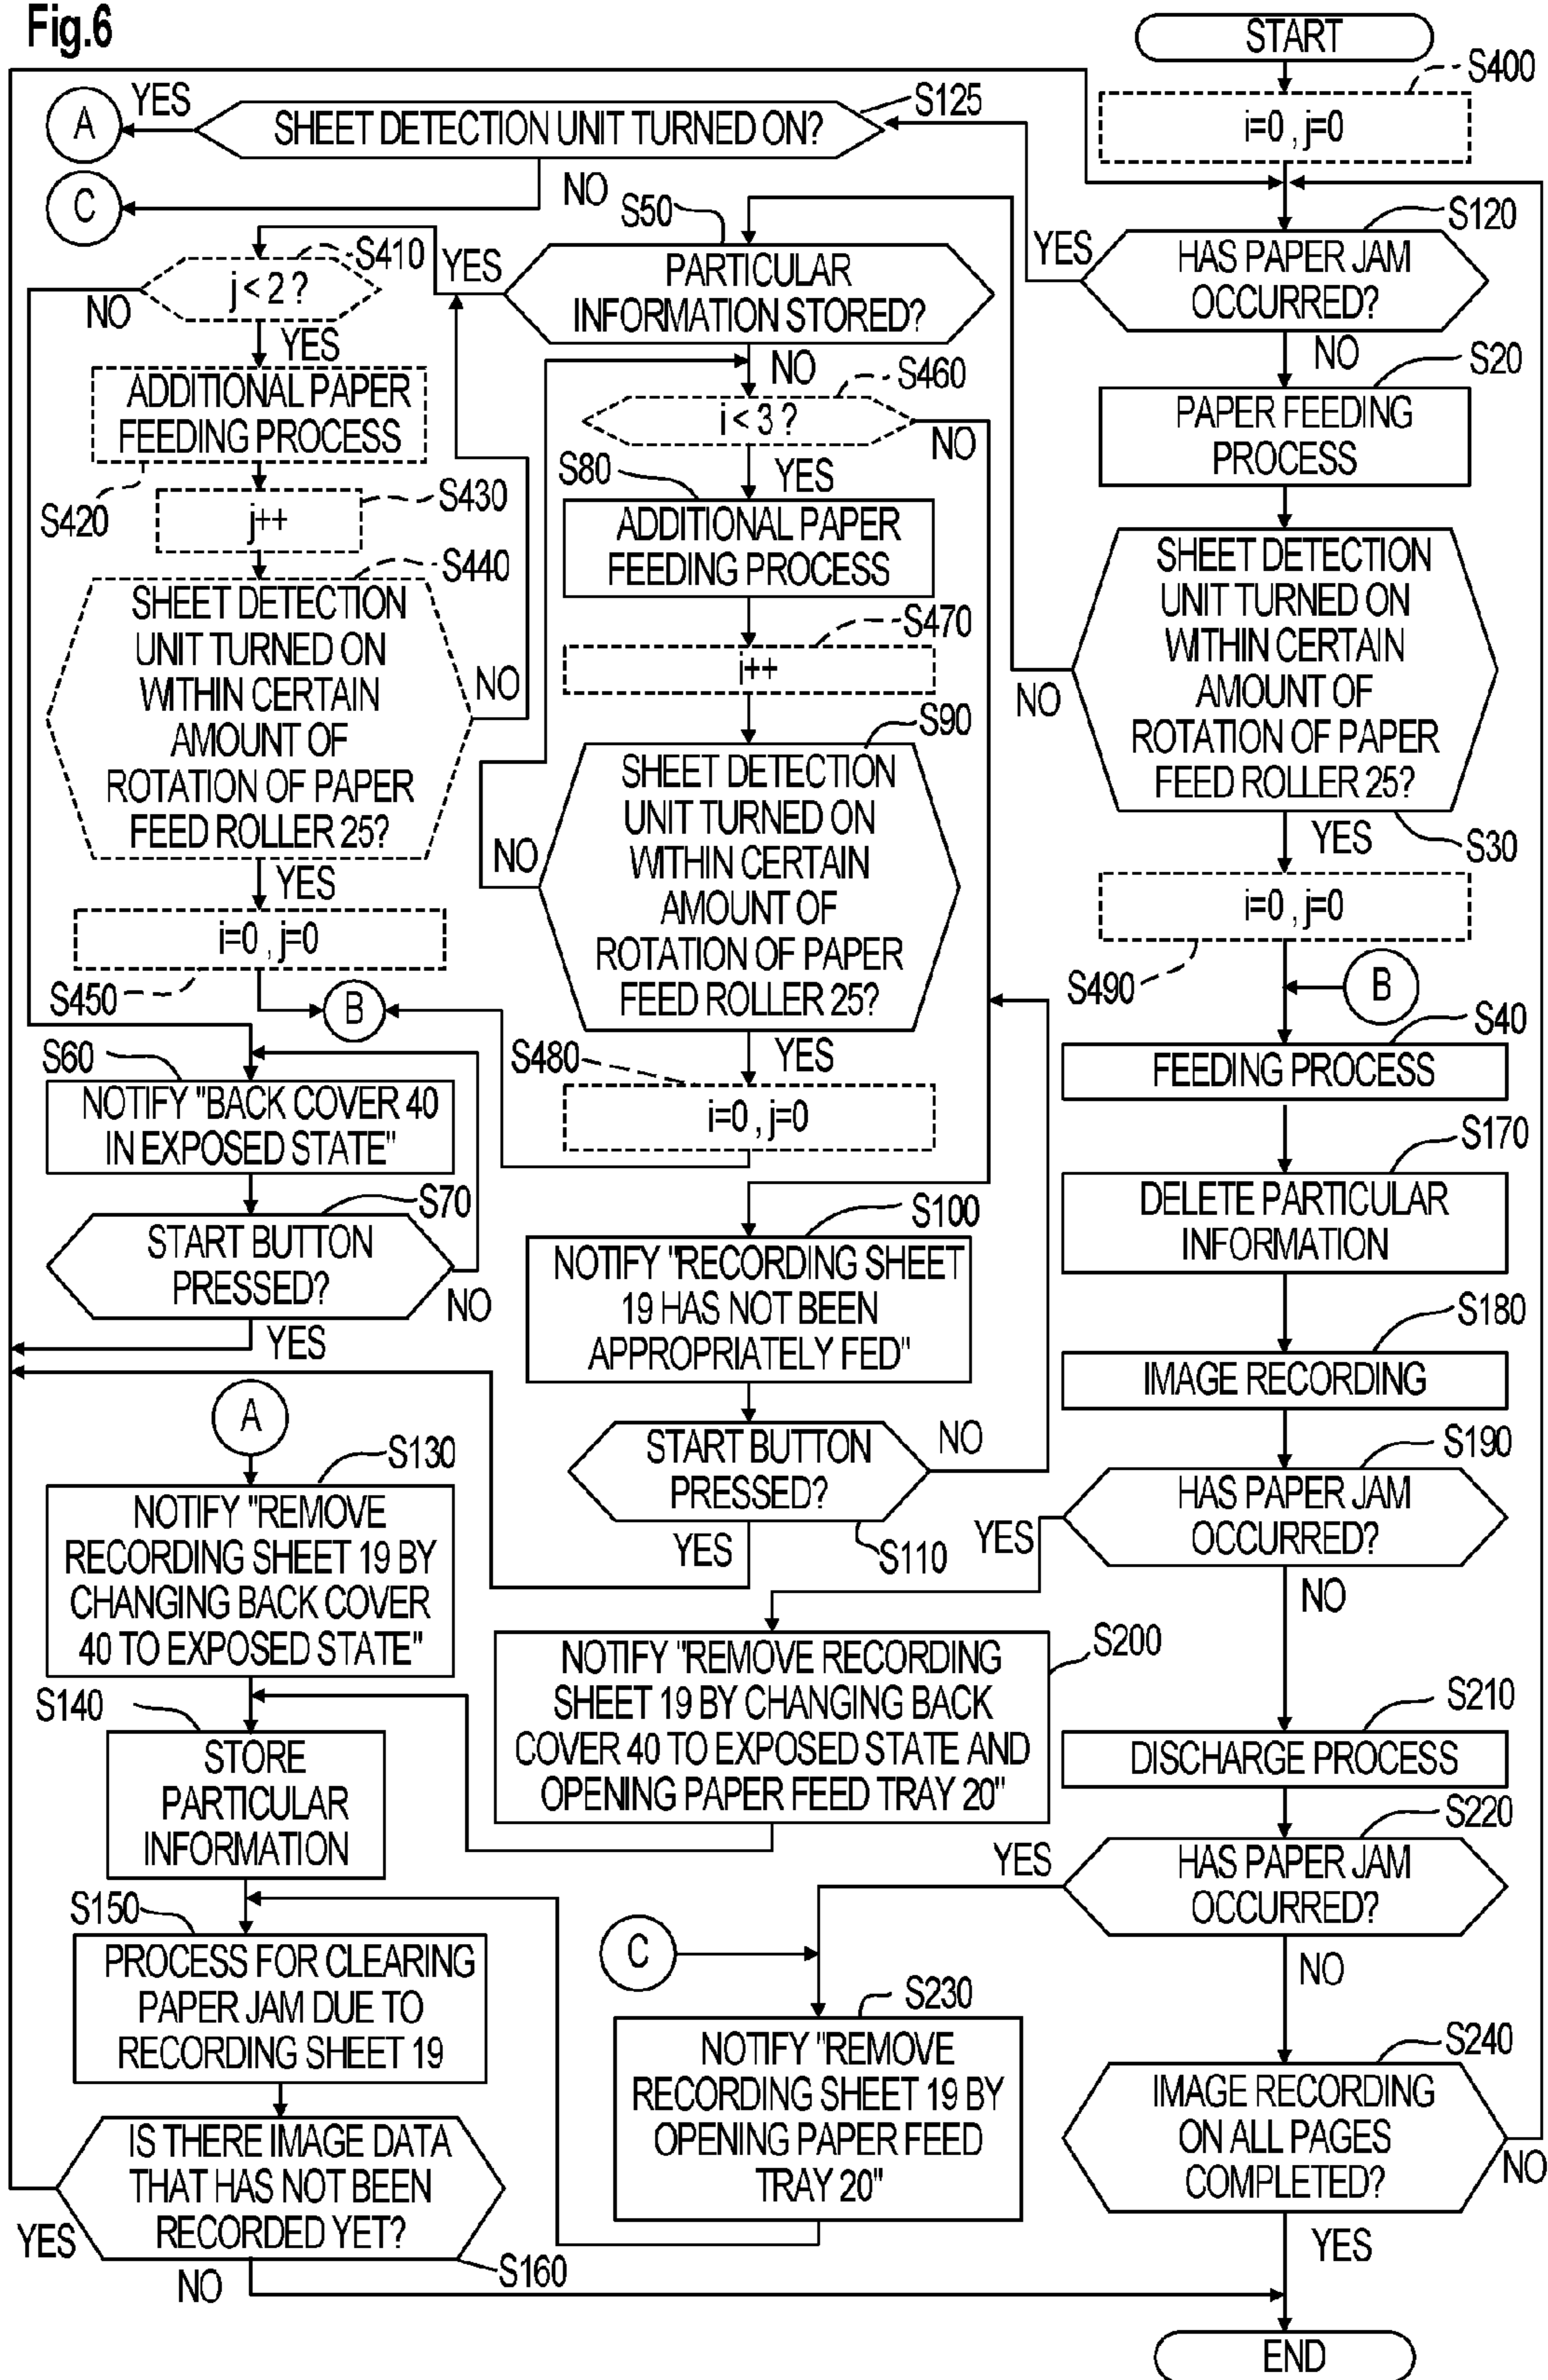 Fig.6
START
S400
i=0 , j=0
S120
HAS PAPER JAM
OCCURRED?
YES
NO
S125
SHEET DETECTION UNIT TURNED ON?
YES
A
NO
C
S20
PAPER FEEDING
PROCESS
SHEET DETECTION
UNIT TURNED ON
WITHIN CERTAIN
AMOUNT OF
ROTATION OF PAPER
FEED ROLLER 25?
S30
NO
YES
i=0 , j=0
S490
B
S40
FEEDING PROCESS
S170
DELETE PARTICULAR
INFORMATION
S180
IMAGE RECORDING
S190
HAS PAPER JAM
OCCURRED?
YES
NO
S210
DISCHARGE PROCESS
S220
HAS PAPER JAM
OCCURRED?
YES
NO
S240
IMAGE RECORDING
ON ALL PAGES
COMPLETED?
NO
YES
END
S50
PARTICULAR
INFORMATION STORED?
YES
NO
S460
i < 3 ?
NO
YES
S80
ADDITIONAL PAPER
FEEDING PROCESS
S470
i++
S90
SHEET DETECTION
UNIT TURNED ON
WITHIN CERTAIN
AMOUNT OF
ROTATION OF PAPER
FEED ROLLER 25?
NO
YES
S480
i=0 , j=0
S100
NOTIFY "RECORDING SHEET
19 HAS NOT BEEN
APPROPRIATELY FED"
START BUTTON
PRESSED?
NO
YES
S110
S200
NOTIFY "REMOVE RECORDING
SHEET 19 BY CHANGING BACK
COVER 40 TO EXPOSED STATE AND
OPENING PAPER FEED TRAY 20"
C
S230
NOTIFY "REMOVE
RECORDING SHEET 19 BY
OPENING PAPER FEED
TRAY 20"
S410
j < 2 ?
NO
YES
ADDITIONAL PAPER
FEEDING PROCESS
S420
S430
j++
S440
SHEET DETECTION
UNIT TURNED ON
WITHIN CERTAIN
AMOUNT OF
ROTATION OF PAPER
FEED ROLLER 25?
NO
YES
i=0 , j=0
S450
B
S60
NOTIFY "BACK COVER 40
IN EXPOSED STATE"
S70
START BUTTON
PRESSED?
NO
YES
A
S130
NOTIFY "REMOVE
RECORDING SHEET 19 BY
CHANGING BACK COVER
40 TO EXPOSED STATE"
S140
STORE
PARTICULAR
INFORMATION
S150
PROCESS FOR CLEARING
PAPER JAM DUE TO
RECORDING SHEET 19
IS THERE IMAGE DATA
THAT HAS NOT BEEN
RECORDED YET?
YES
NO
S160